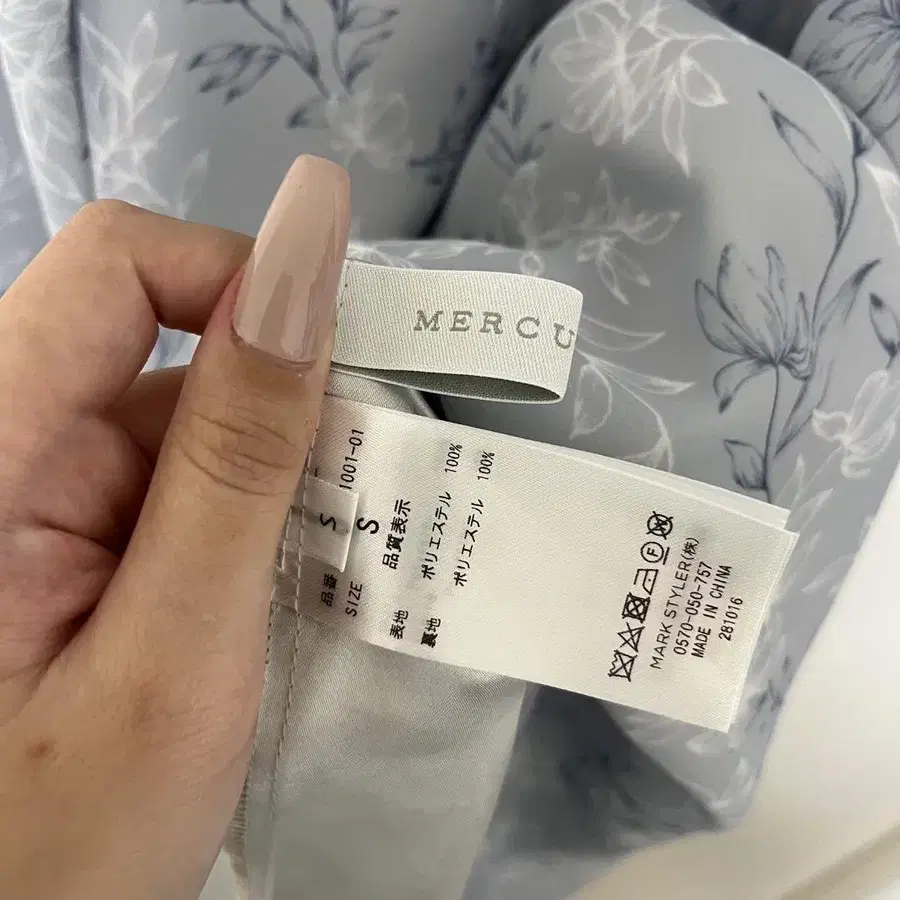 MERCU
品番 1001-01
SIZE S
S
品質表示
表地 ポリエステル 100%
裏地 ポリエステル 100%
MARK STYLER(株)
0570-050-757
MADE IN CHINA
281016